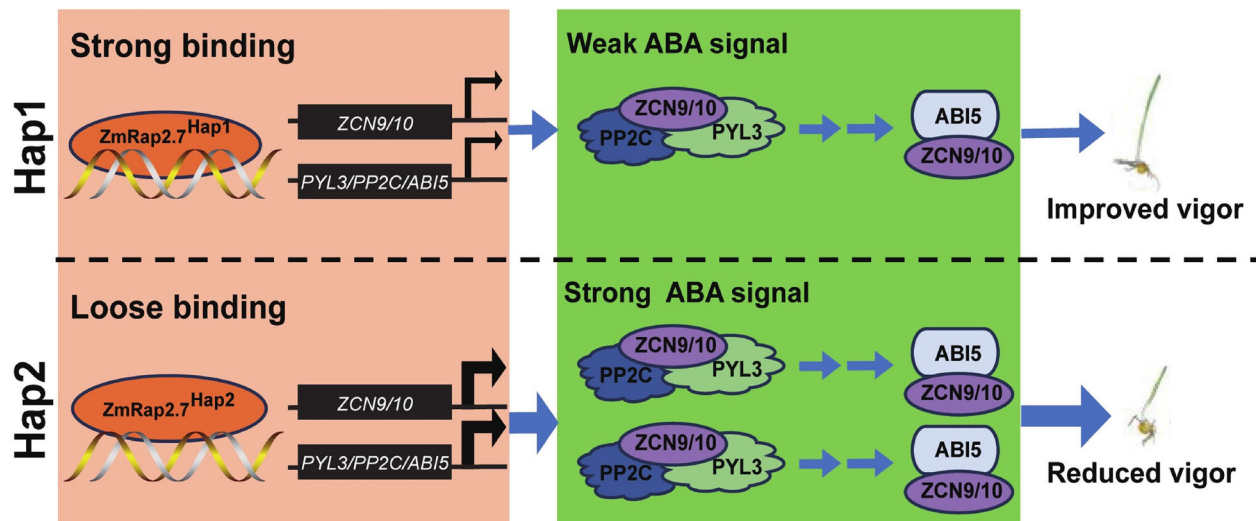 Hap1
Strong binding
ZmRap2.7Hap1
ZCN9/10
PYL3/PP2C/ABI5
Weak ABA signal
ZCN9/10
PP2C
PYL3
ABI5
ZCN9/10
Improved vigor
Hap2
Loose binding
ZmRap2.7Hap2
ZCN9/10
PYL3/PP2C/ABI5
Strong ABA signal
ZCN9/10
PP2C
PYL3
ABI5
ZCN9/10
ZCN9/10
PP2C
PYL3
ABI5
ZCN9/10
Reduced vigor